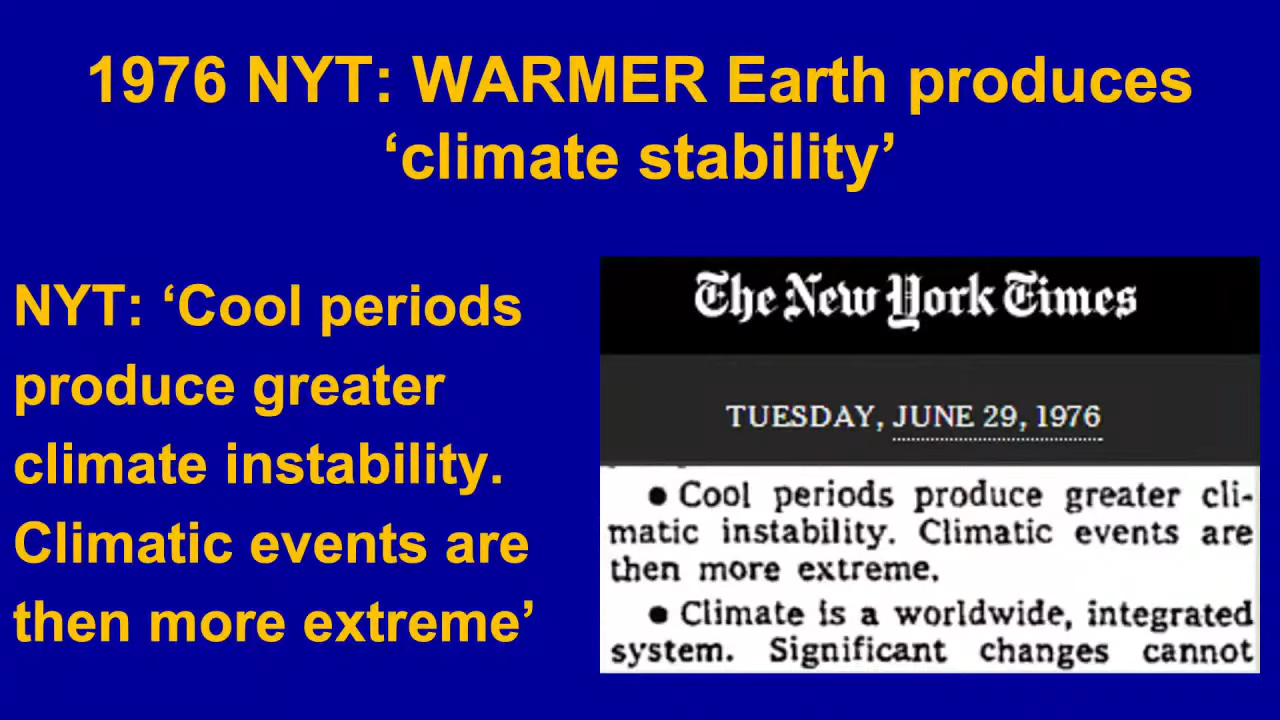 1976 NYT: WARMER Earth produces
‘climate stability’
NYT: ‘Cool periods
produce greater
climate instability.
Climatic events are
then more extreme’
The New York Times
TUESDAY, JUNE 29, 1976
● Cool periods produce greater cli-
matic instability. Climatic events are
then more extreme.
● Climate is a worldwide, integrated
system. Significant changes cannot